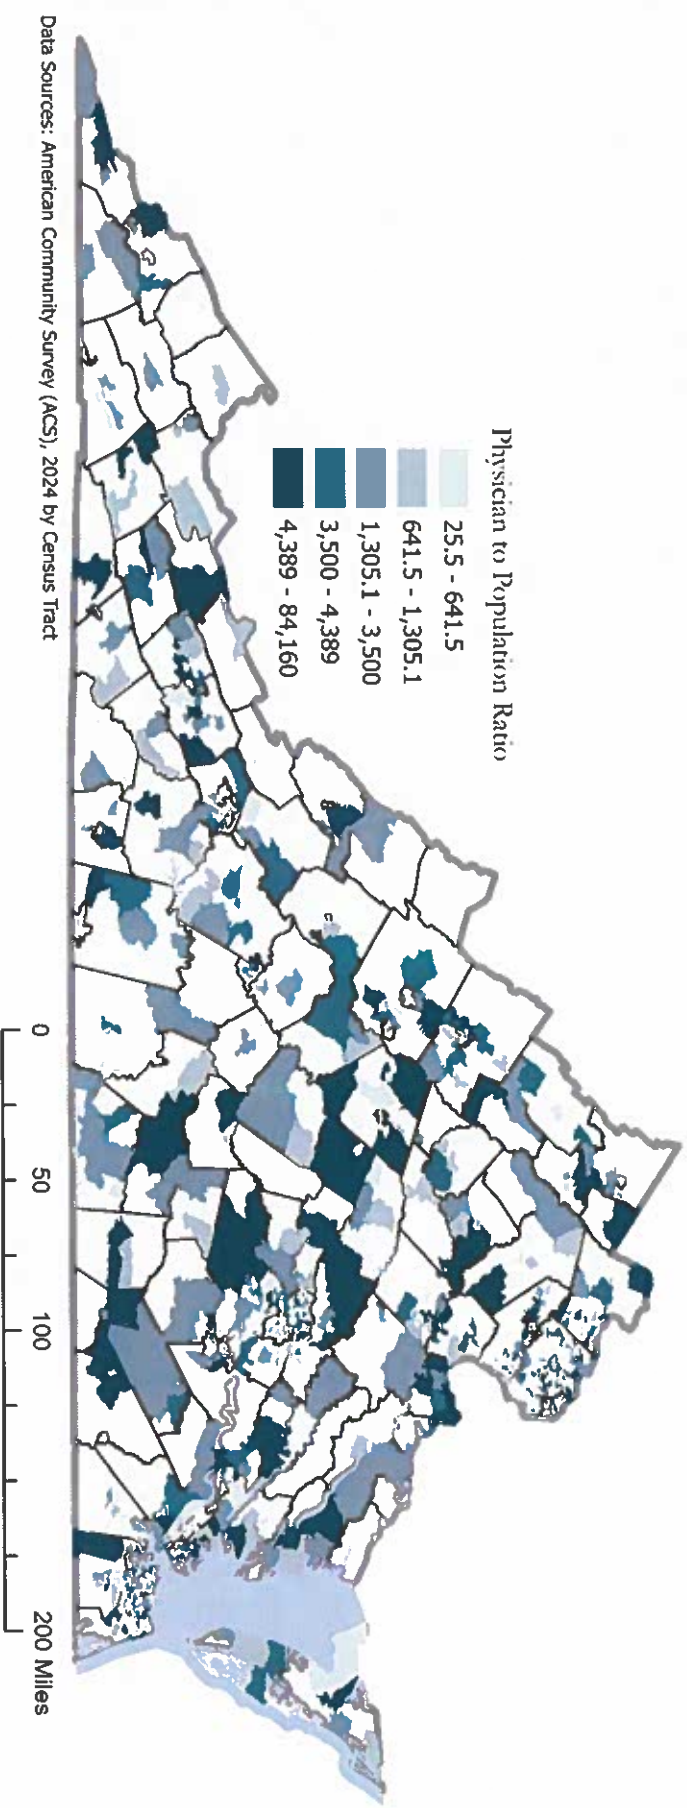 Physician to Population Ratio
25.5 - 641.5
641.5 - 1,305.1
1,305.1 - 3,500
3,500 - 4,389
4,389 - 84,160
0 50 100 200 Miles
Data Sources: American Community Survey (ACS), 2024 by Census Tract